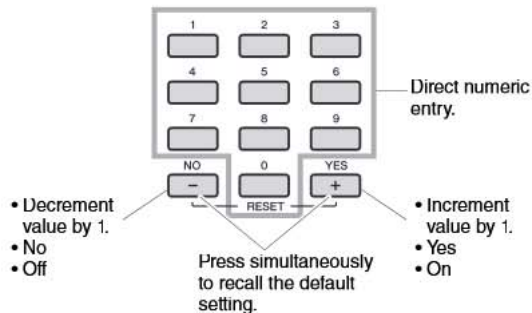 1 2 3
4 5 6
Direct numeric
entry.
7 8 9
NO 0 YES
− +
RESET
• Decrement
value by 1.
• No
• Off
Press simultaneously
to recall the default
setting.
• Increment
value by 1.
• Yes
• On